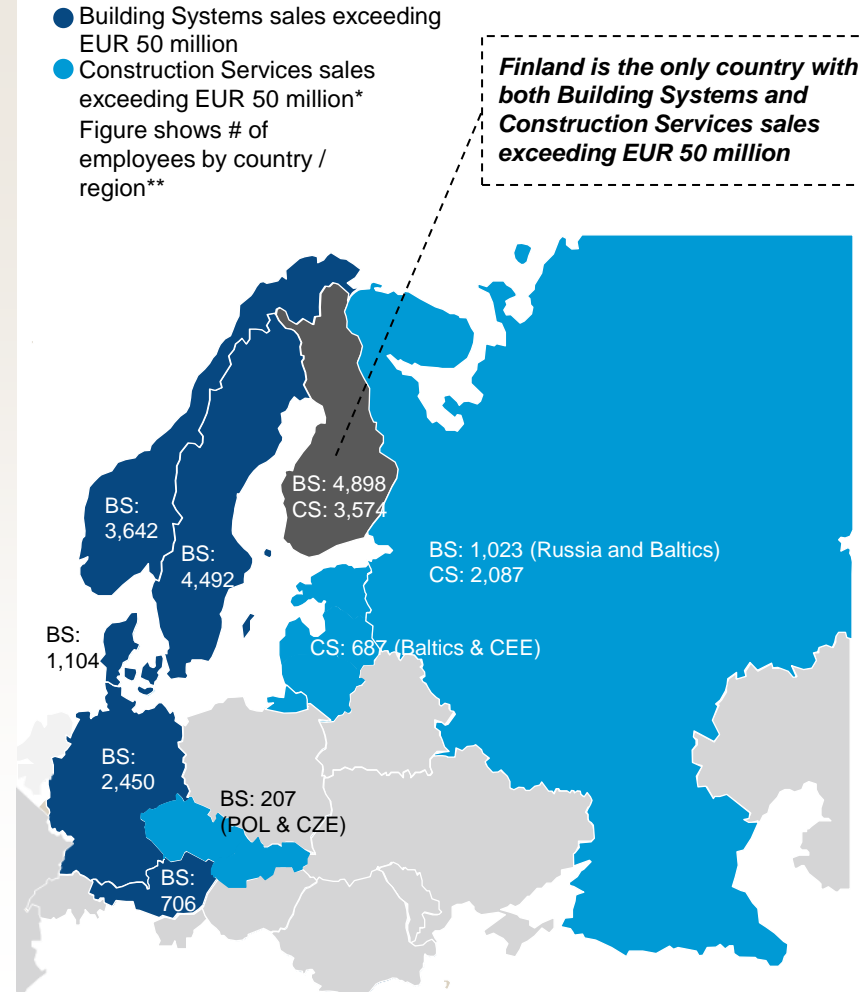 Building Systems sales exceeding
EUR 50 million
Construction Services sales
exceeding EUR 50 million*
Figure shows # of
employees by country /
region**
Finland is the only country with
both Building Systems and
Construction Services sales
exceeding EUR 50 million
BS: 4,898
CS: 3,574
BS:
3,642
BS:
4,492
BS: 1,023 (Russia and Baltics)
CS: 2,087
BS:
1,104
CS: 687 (Baltics & CEE)
BS:
2,450
BS: 207
(POL & CZE)
BS:
706